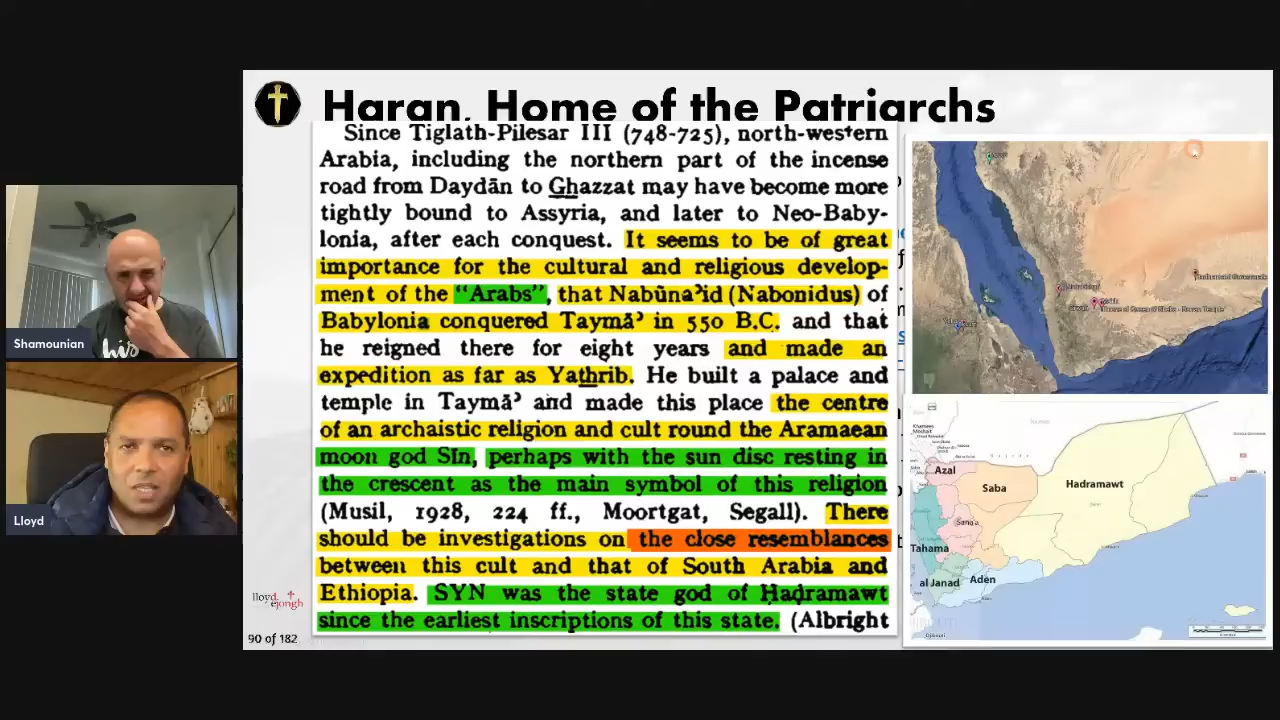 Haran, Home of the Patriarchs
Since Tiglath-Pilesar III (748-725), north-western
Arabia, including the northern part of the incense
road from Daydān to Ghazzat may have become more
tightly bound to Assyria, and later to Neo-Baby-
lonia, after each conquest. It seems to be of great
importance for the cultural and religious develop-
ment of the “Arabs”, that Nabūnaʾid (Nabonidus) of
Babylonia conquered Taymāʾ in 550 B.C. and that
he reigned there for eight years and made an
expedition as far as Yathrib. He built a palace and
temple in Taymāʾ and made this place the centre
of an archaistic religion and cult round the Aramaean
moon god SIn, perhaps with the sun disc resting in
the crescent as the main symbol of this religion
(Musil, 1928, 224 ff., Moortgat, Segall). There
should be investigations on the close resemblances
between this cult and that of South Arabia and
Ethiopia. SYN was the state god of Ḥaḍramawt
since the earliest inscriptions of this state. (Albright
Shamounian
his
Lloyd
lloyd
de jongh
90 of 182
Azal
Saba
Hadramawt
Sana'a
Tahama
al Janad
Aden
Djibouti